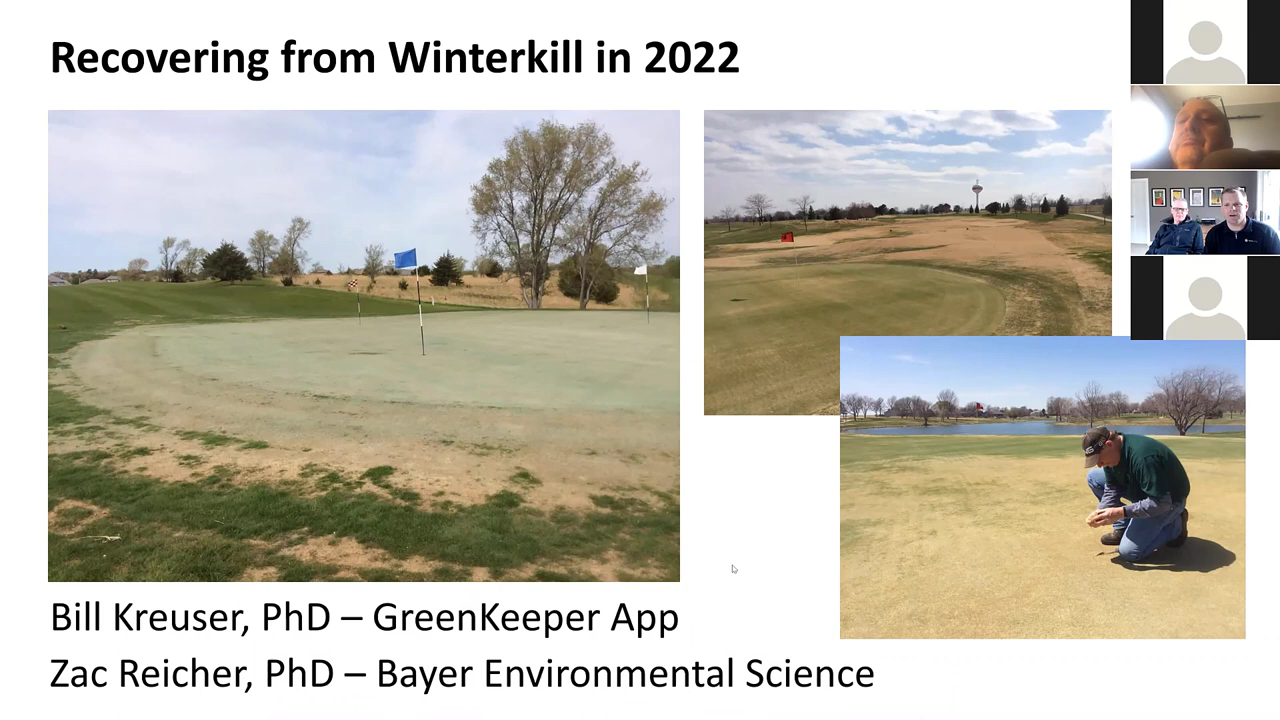 Recovering from Winterkill in 2022
Bill Kreuser, PhD – GreenKeeper App
Zac Reicher, PhD – Bayer Environmental Science